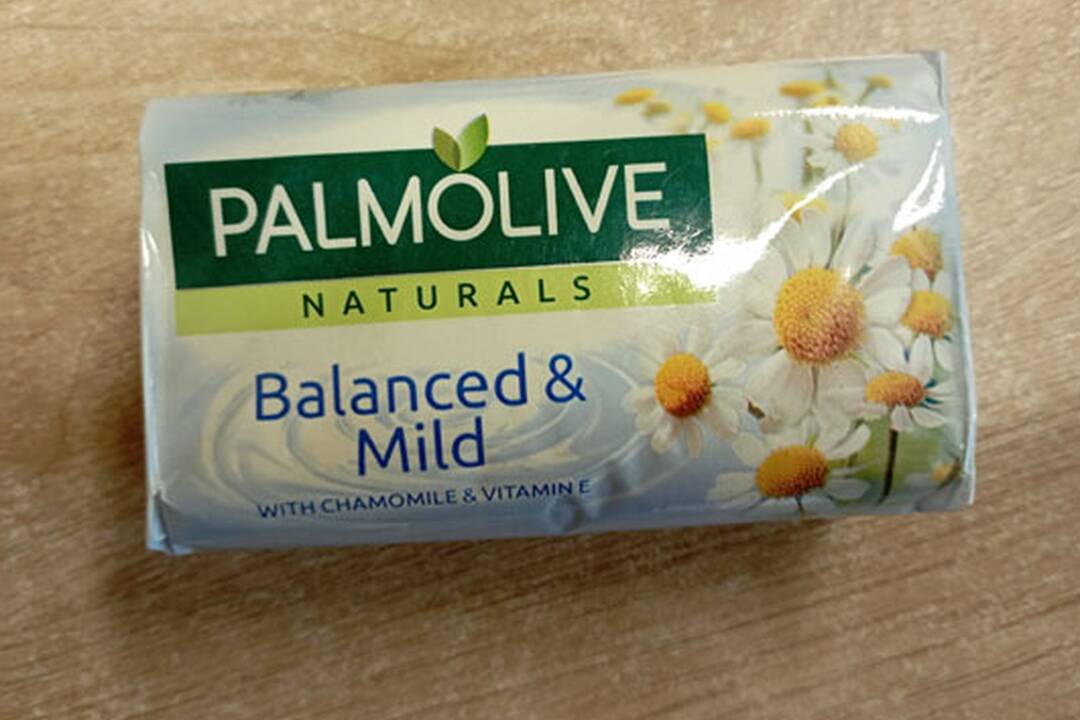 PALMOLIVE
NATURALS
Balanced &
Mild
WITH CHAMOMILE & VITAMIN E